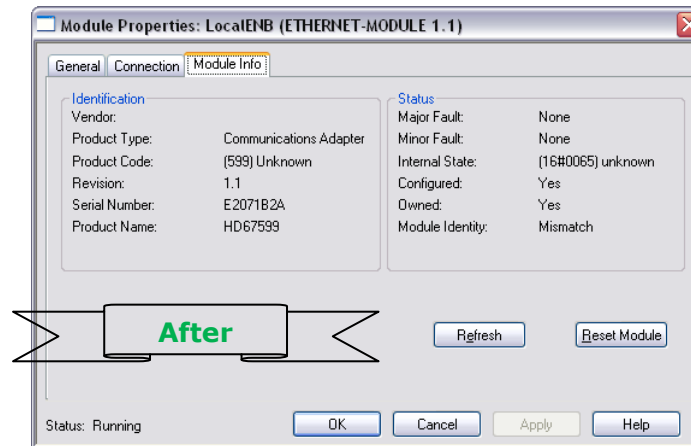 Module Properties: LocalENB (ETHERNET-MODULE 1.1)
General Connection Module Info
Identification
Vendor:
Product Type: Communications Adapter
Product Code: (599) Unknown
Revision: 1.1
Serial Number: E2071B2A
Product Name: HD67599
Status
Major Fault: None
Minor Fault: None
Internal State: (16#0065) unknown
Configured: Yes
Owned: Yes
Module Identity: Mismatch
After
Refresh Reset Module
Status: Running
OK Cancel Apply Help